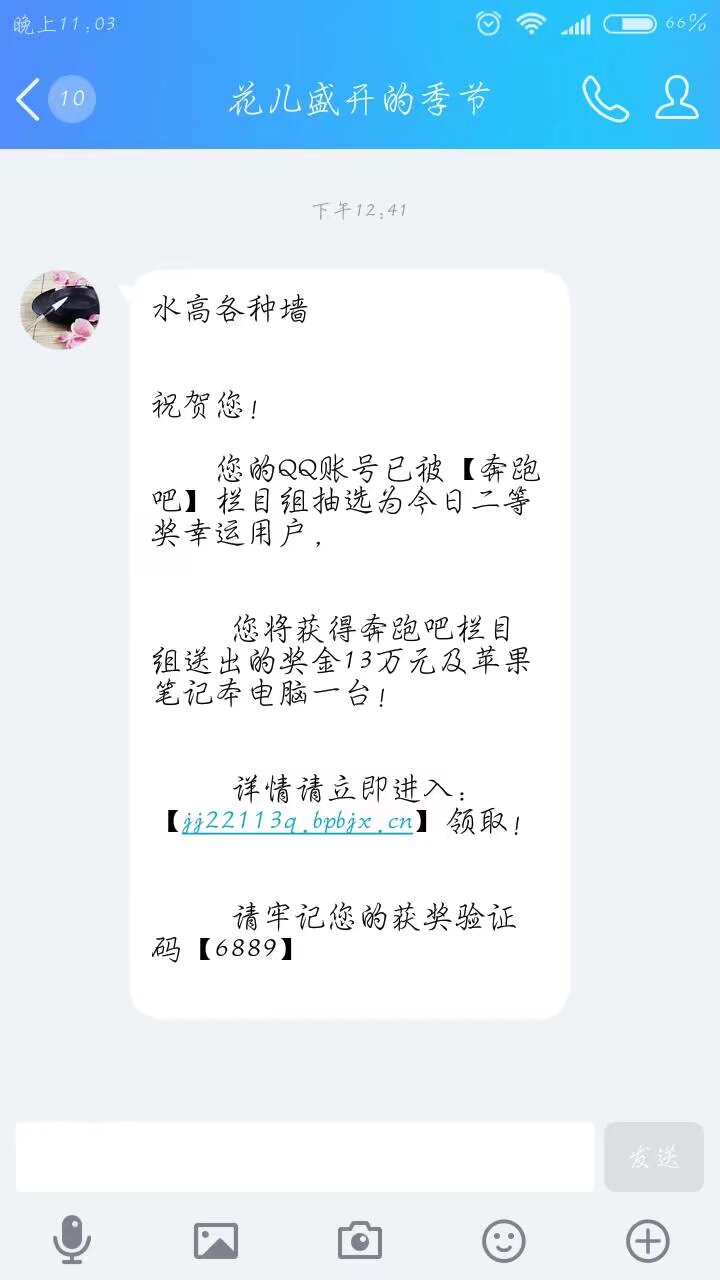 晚上11:03
66%
10
花儿盛开的季节
下午12:41
水高各种墙
祝贺您!
您的QQ账号已被【奔跑
吧】栏目组抽选为今日二等
奖幸运用户,
您将获得奔跑吧栏目
组送出的奖金13万元及苹果
笔记本电脑一台!
详情请立即进入:
【jj22113q.bpbjx.cn】领取!
请牢记您的获奖验证
码【6889】
发送